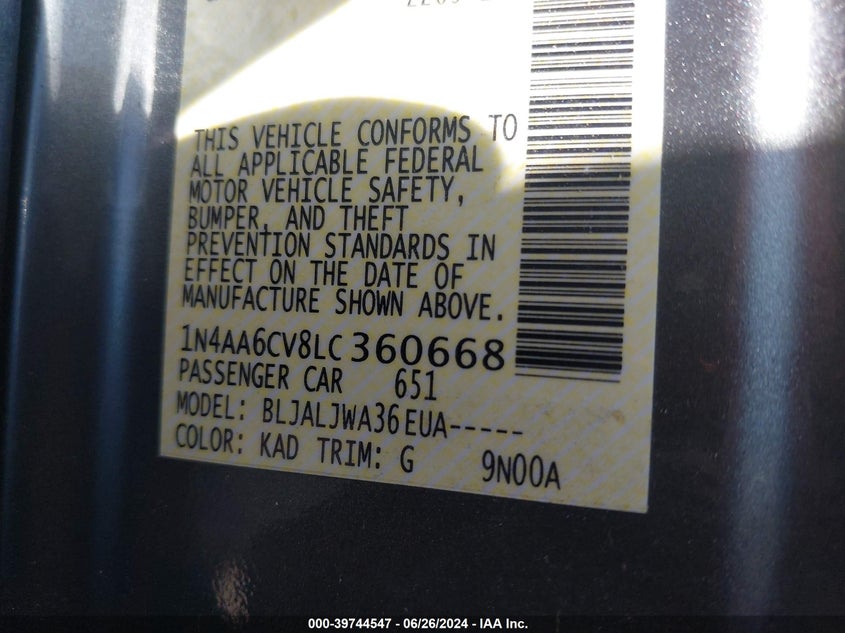 THIS VEHICLE CONFORMS TO
ALL APPLICABLE FEDERAL
MOTOR VEHICLE SAFETY,
BUMPER, AND THEFT
PREVENTION STANDARDS IN
EFFECT ON THE DATE OF
MANUFACTURE SHOWN ABOVE.
1N4AA6CV8LC360668
PASSENGER CAR 651
MODEL: BLJALJWA36EUA-----
COLOR: KAD TRIM: G 9N00A
000-39744547 - 06/26/2024 - IAA Inc.